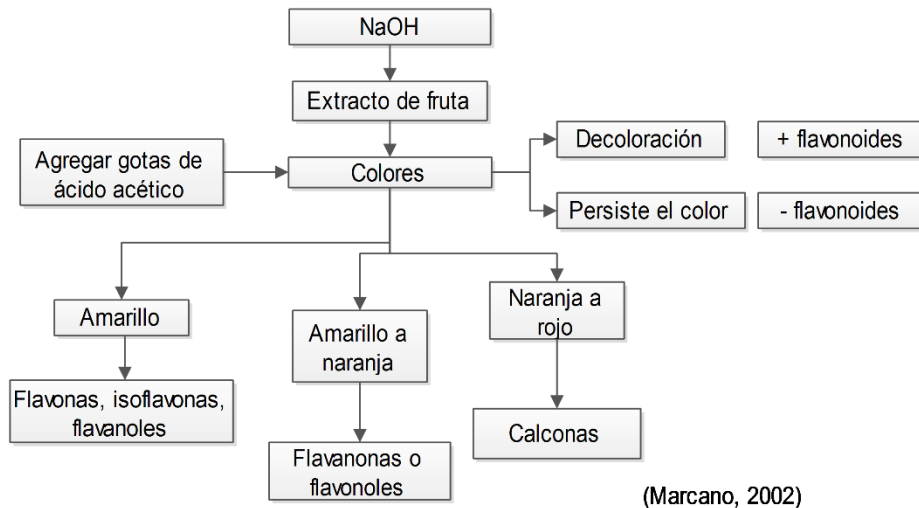 NaOH
Extracto de fruta
Agregar gotas de
ácido acético
Colores
Decoloración
+ flavonoides
Persiste el color
- flavonoides
Amarillo
Amarillo a
naranja
Naranja a
rojo
Flavonas, isoflavonas,
flavanoles
Flavanonas o
flavonoles
Calconas
(Marcano, 2002)